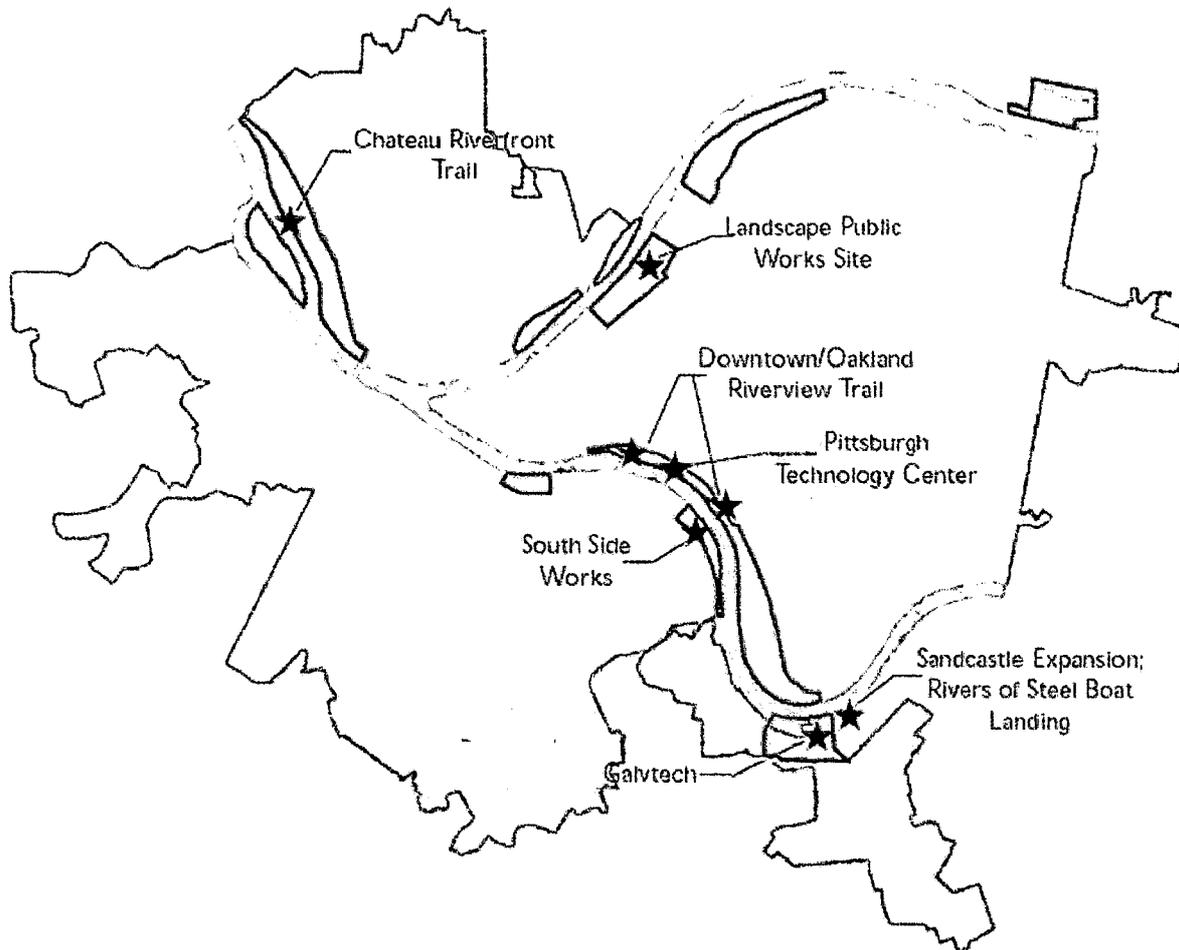 Chateau Riverfront
Trail
Landscape Public
Works Site
Downtown/Oakland
Riverview Trail
Pittsburgh
Technology Center
South Side
Works
Sandcastle Expansion;
Rivers of Steel Boat
Landing
Galvtech